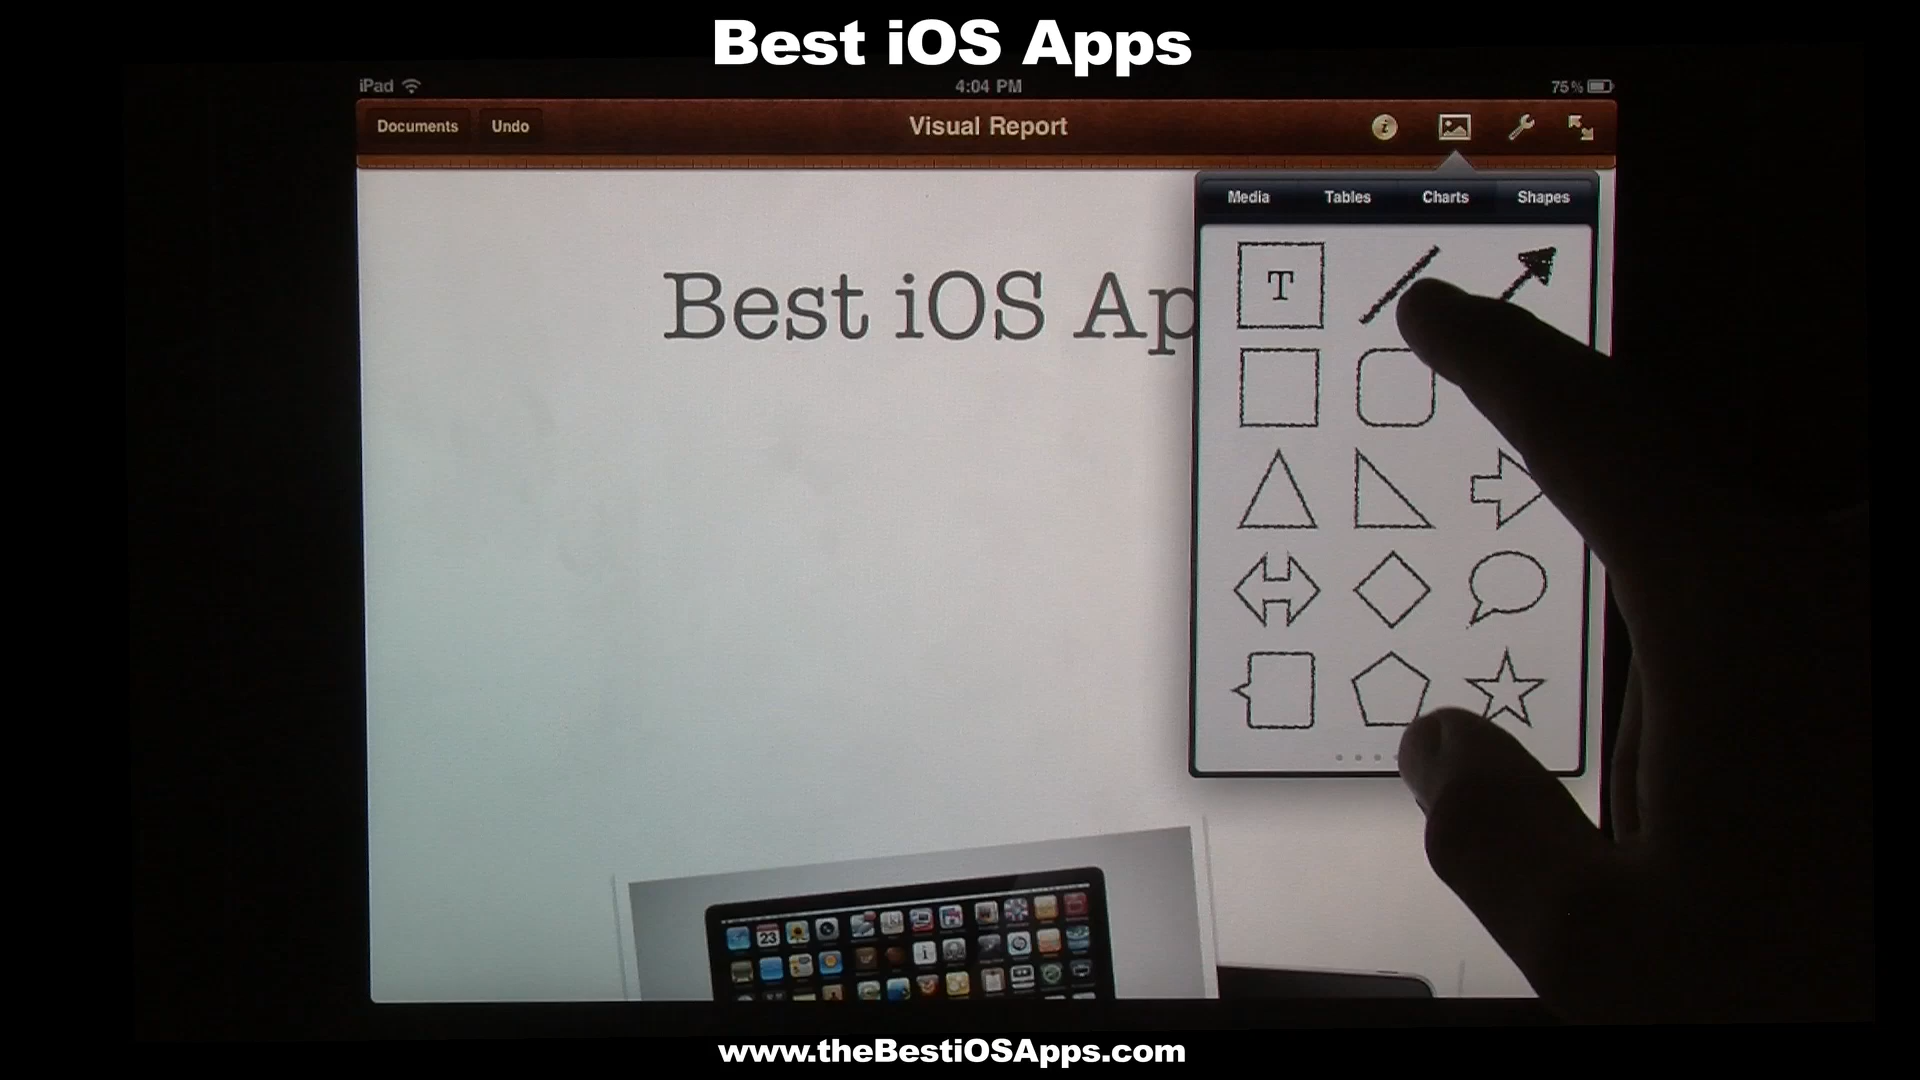 Best iOS Apps
iPad 4:04 PM 75%
Documents Undo Visual Report
Media Tables Charts Shapes
T
Best iOS Ap
23
www.theBestiOSApps.com